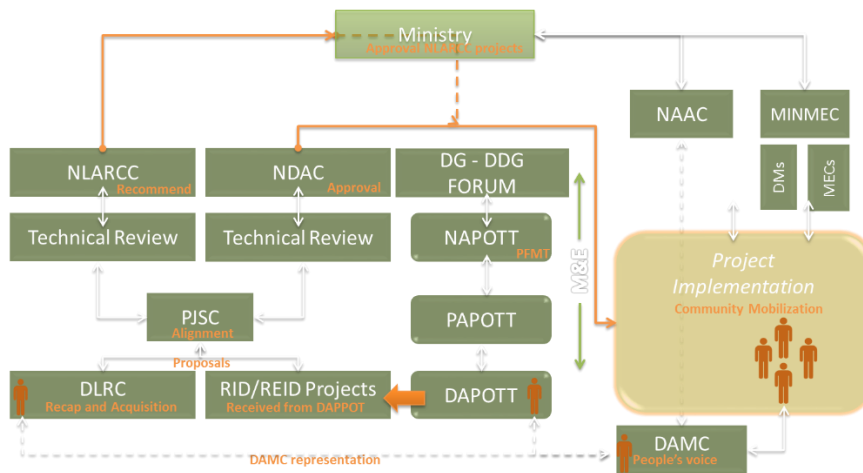 Ministry
Approval NLARCC projects
NAAC
MINMEC
DMs
MECs
NLARCC
Recommend
NDAC
Approval
DG - DDG
FORUM
Technical Review
Technical Review
NAPOTT
PFMT
M&E
Project
Implementation
Community Mobilization
PJSC
Alignment
PAPOTT
Proposals
DLRC
Recap and Acquisition
RID/REID Projects
Received from DAPPOT
DAPOTT
DAMC
People's voice
DAMC representation